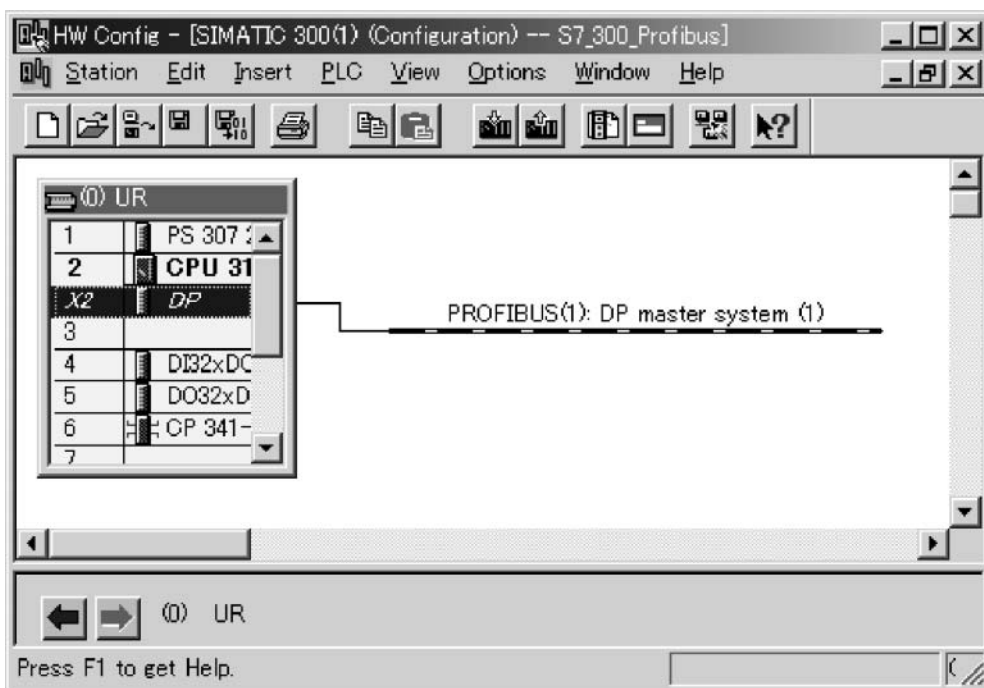 HW Config - [SIMATIC 300(1) (Configuration) -- S7_300_Profibus]
Station Edit Insert PLC View Options Window Help
(0) UR
1 PS 307 2
2 CPU 31
X2 DP
3
4 DI32xDC
5 DO32xD
6 CP 341-
7
PROFIBUS(1): DP master system (1)
(0) UR
Press F1 to get Help.